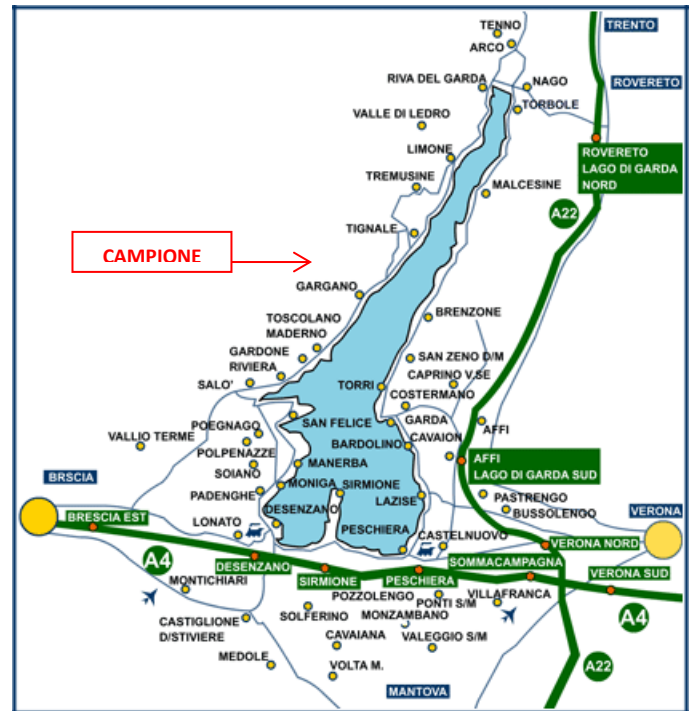 TENNO
TRENTO
ARCO
RIVA DEL GARDA
NAGO
ROVERETO
TORBOLE
VALLE DI LEDRO
LIMONE
ROVERETO
LAGO DI GARDA
NORD
TREMUSINE
MALCESINE
A22
TIGNALE
CAMPIONE
GARGANO
BRENZONE
TOSCOLANO
MADERNO
GARDONE
RIVIERA
SAN ZENO D/M
CAPRINO V.SE
SALO'
TORRI
COSTERMANO
POEGNAGO
SAN FELICE
GARDA
AFFI
VALLIO TERME
POLPENAZZE
BARDOLINO
CAVAION
SOIANO
MANERBA
AFFI
LAGO DI GARDA SUD
BRSCIA
PADENGHE
MONIGA
SIRMIONE
LAZISE
PASTRENGO
BUSSOLENGO
VERONA
BRESCIA EST
LONATO
DESENZANO
PESCHIERA
CASTELNUOVO
VERONA NORD
A4
DESENZANO
SIRMIONE
PESCHIERA
SOMMACAMPAGNA
VERONA SUD
MONTICHIARI
POZZOLENGO
PONTI S/M
VILLAFRANCA
A4
CASTIGLIONE
D/STIVIERE
SOLFERINO
MONZAMBANO
CAVAIANA
VALEGGIO S/M
MEDOLE
VOLTA M.
A22
MANTOVA